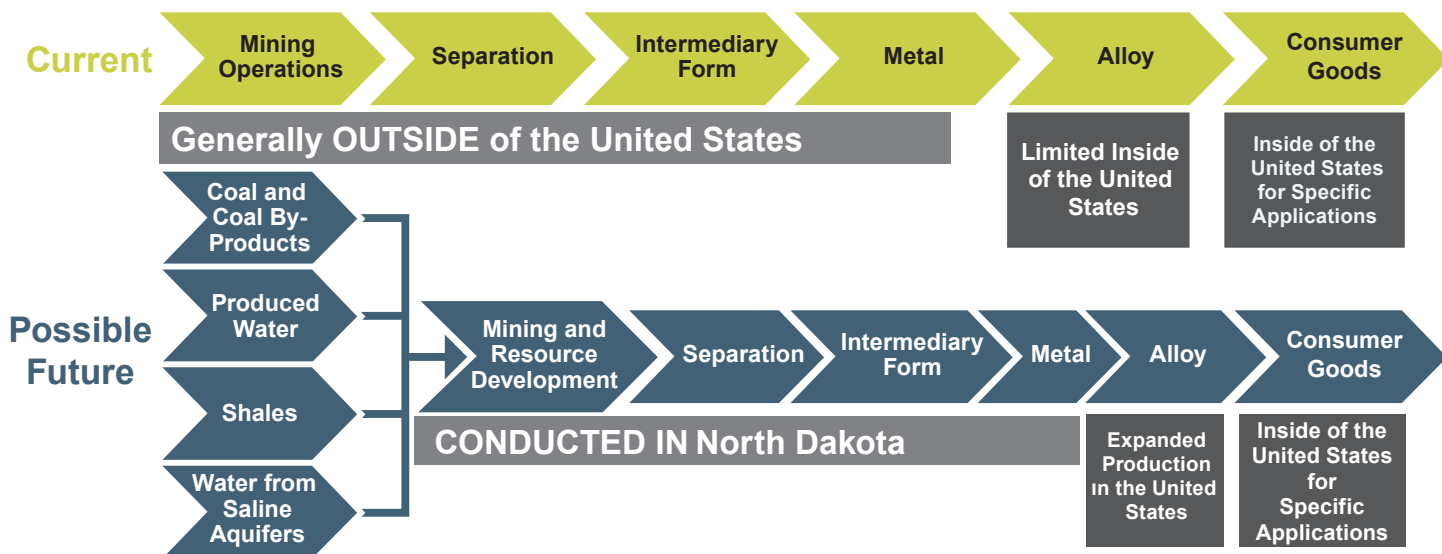 Current
Mining
Operations
Separation
Intermediary
Form
Metal
Alloy
Consumer
Goods
Generally OUTSIDE of the United States
Limited Inside
of the United
States
Inside of the
United States
for Specific
Applications
Possible
Future
Coal and
Coal By-
Products
Produced
Water
Shales
Water from
Saline
Aquifers
Mining and
Resource
Development
Separation
Intermediary
Form
Metal
Alloy
Consumer
Goods
CONDUCTED IN North Dakota
Expanded
Production
in the United
States
Inside of the
United States
for
Specific
Applications